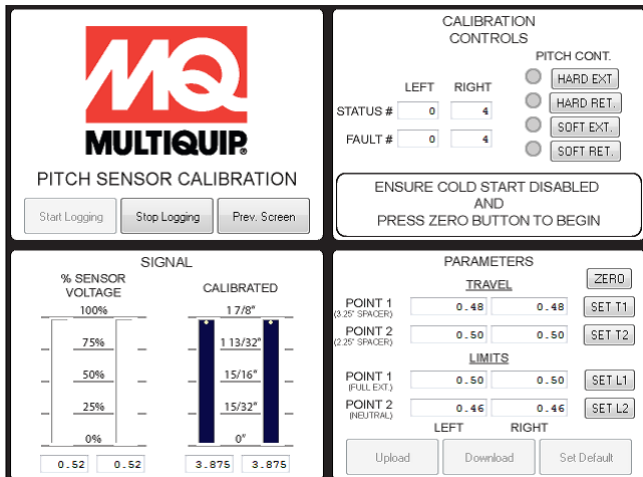 MQ
MULTIQUIP.
PITCH SENSOR CALIBRATION
Start Logging Stop Logging Prev. Screen
CALIBRATION
CONTROLS
PITCH CONT.
LEFT RIGHT
STATUS # 0 4
FAULT # 0 4
HARD EXT
HARD RET.
SOFT EXT.
SOFT RET.
ENSURE COLD START DISABLED
AND
PRESS ZERO BUTTON TO BEGIN
SIGNAL
% SENSOR
VOLTAGE
CALIBRATED
100% 1 7/8"
75% 1 13/32"
50% 15/16"
25% 15/32"
0% 0"
0.52 0.52 3.875 3.875
PARAMETERS
TRAVEL
ZERO
POINT 1 0.48 0.48 SET T1
(3.25" SPACER)
POINT 2 0.50 0.50 SET T2
(2.25" SPACER)
LIMITS
POINT 1 0.50 0.50 SET L1
(FULL EXT.)
POINT 2 0.46 0.46 SET L2
(NEUTRAL)
LEFT RIGHT
Upload Download Set Default